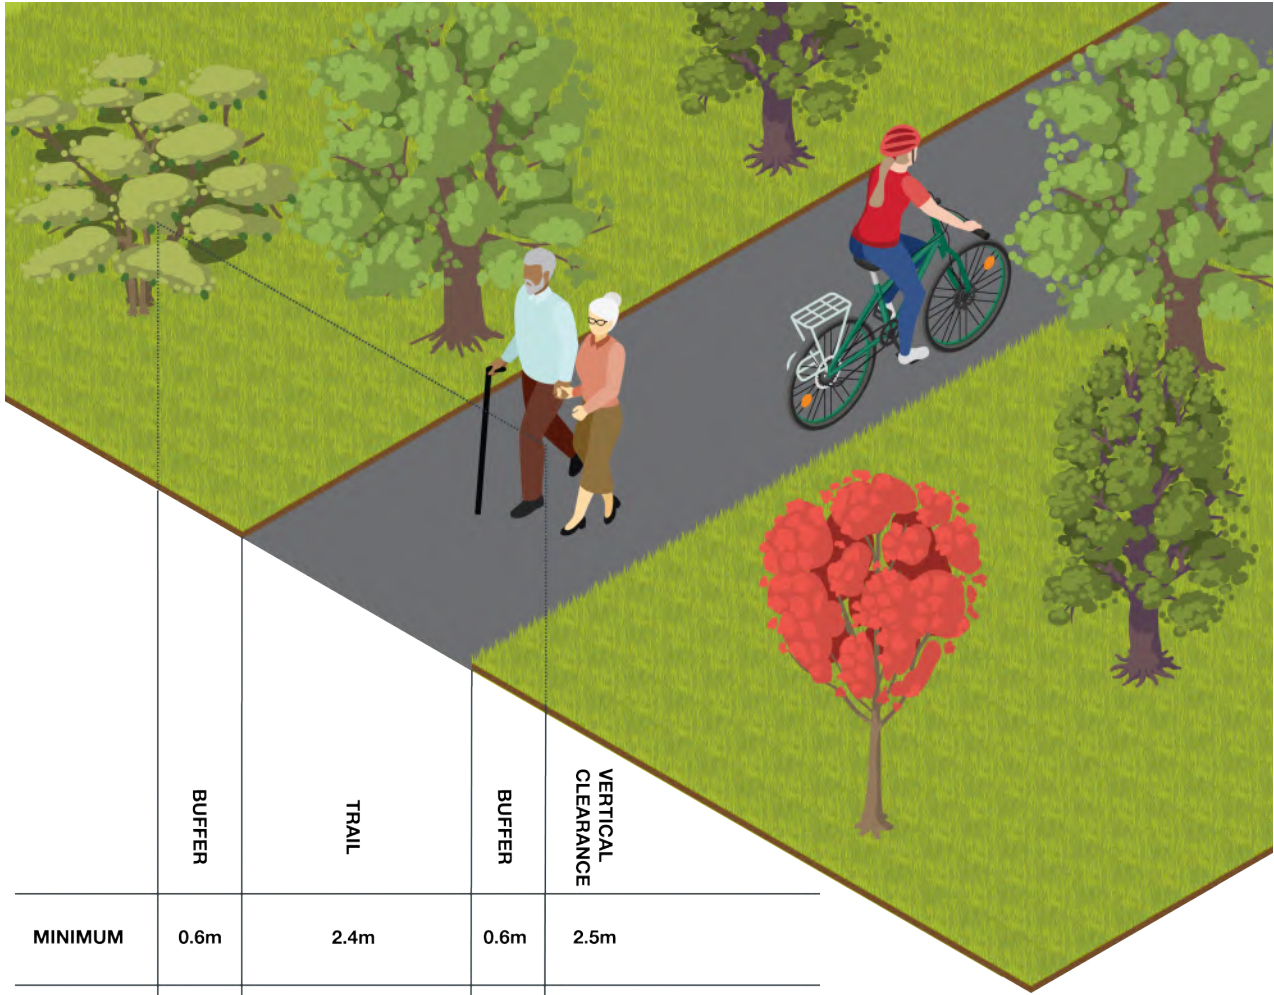 BUFFER
TRAIL
BUFFER
VERTICAL
CLEARANCE
MINIMUM 0.6m 2.4m 0.6m 2.5m